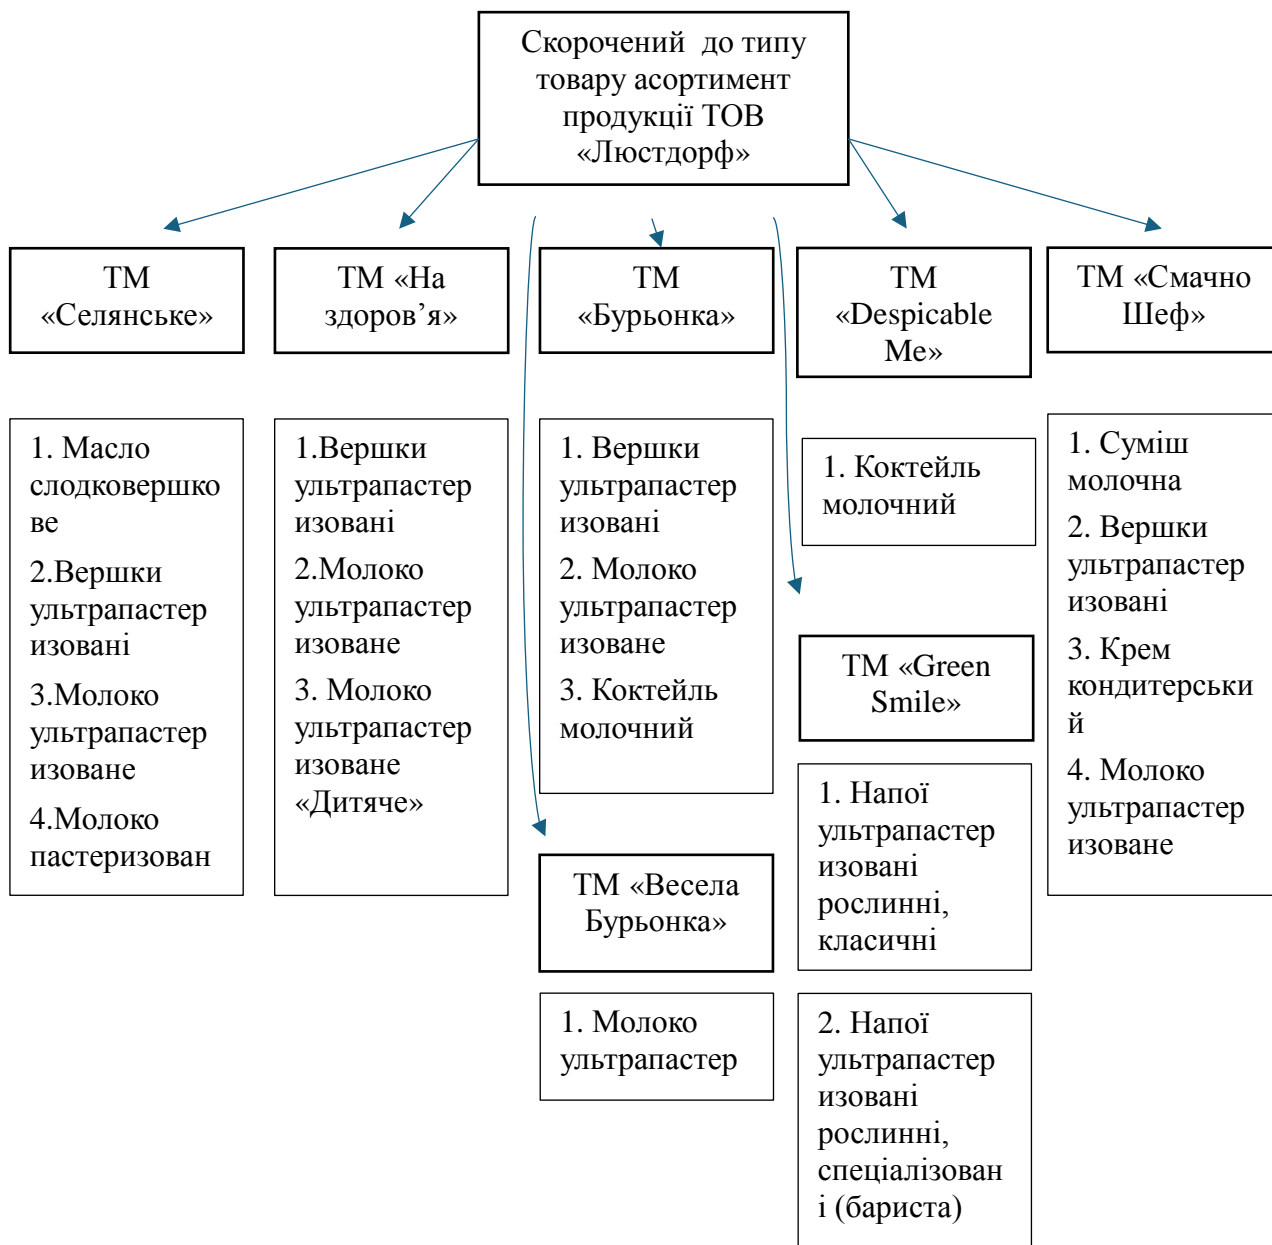 Скорочений до типу
товару асортимент
продукції ТОВ
«Люстдорф»
ТМ
«Селянське»
ТМ «На
здоров’я»
ТМ
«Бурьонка»
ТМ
«Despicable
Me»
ТМ «Смачно
Шеф»
1. Масло
слодковершко
ве
2.Вершки
ультрапастер
изовані
3.Молоко
ультрапастер
изоване
4.Молоко
пастеризован
1.Вершки
ультрапастер
изовані
2.Молоко
ультрапастер
изоване
3. Молоко
ультрапастер
изоване
«Дитяче»
1. Вершки
ультрапастер
изовані
2. Молоко
ультрапастер
изоване
3. Коктейль
молочний
ТМ «Весела
Бурьонка»
1. Молоко
ультрапастер
1. Коктейль
молочний
ТМ «Green
Smile»
1. Напої
ультрапастер
изовані
рослинні,
класичні
2. Напої
ультрапастер
изовані
рослинні,
спеціалізован
і (бариста)
1. Суміш
молочна
2. Вершки
ультрапастер
изовані
3. Крем
кондитерськи
й
4. Молоко
ультрапастер
изоване